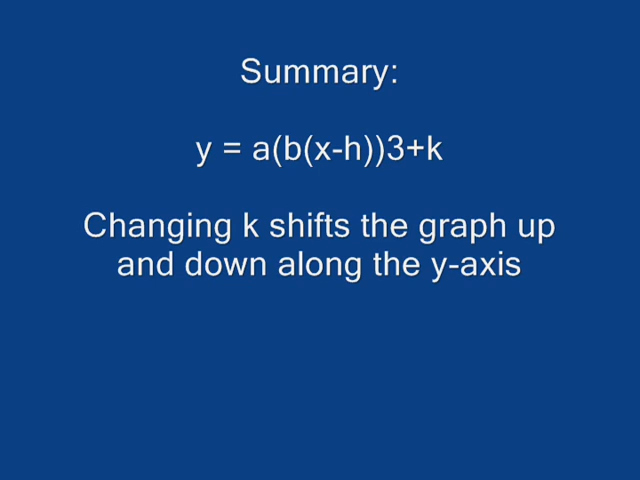 Summary:
y = a(b(x-h))3+k
Changing k shifts the graph up
and down along the y-axis